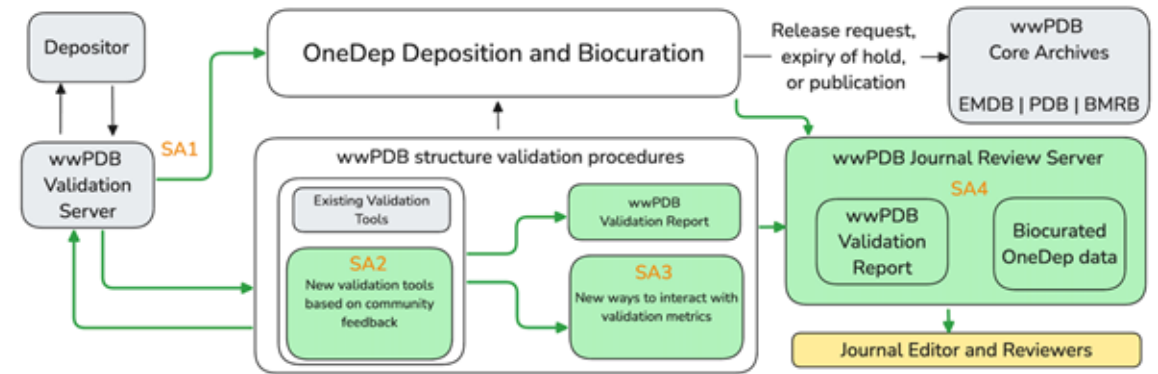 Depositor
OneDep Deposition and Biocuration
Release request,
expiry of hold,
or publication
wwPDB
Core Archives
EMDB | PDB | BMRB
SA1
wwPDB
Validation
Server
wwPDB structure validation procedures
Existing Validation
Tools
SA2
New validation tools
based on community
feedback
wwPDB
Validation Report
SA3
New ways to interact with
validation metrics
wwPDB Journal Review Server
SA4
wwPDB
Validation
Report
Biocurated
OneDep data
Journal Editor and Reviewers